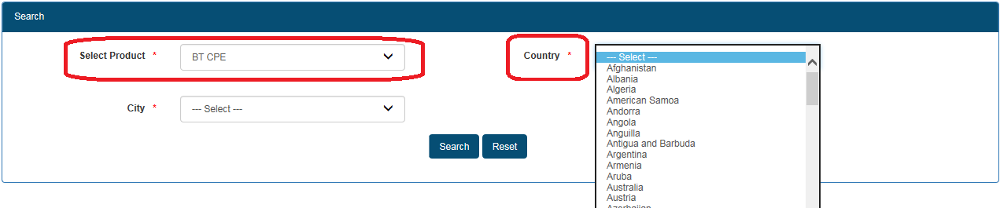 Search
Select Product * BT CPE
Country * --- Select ---
Afghanistan
Albania
Algeria
American Samoa
Andorra
Angola
Anguilla
Antigua and Barbuda
Argentina
Armenia
Aruba
Australia
Austria
Azerbaijan
City * --- Select ---
Search Reset